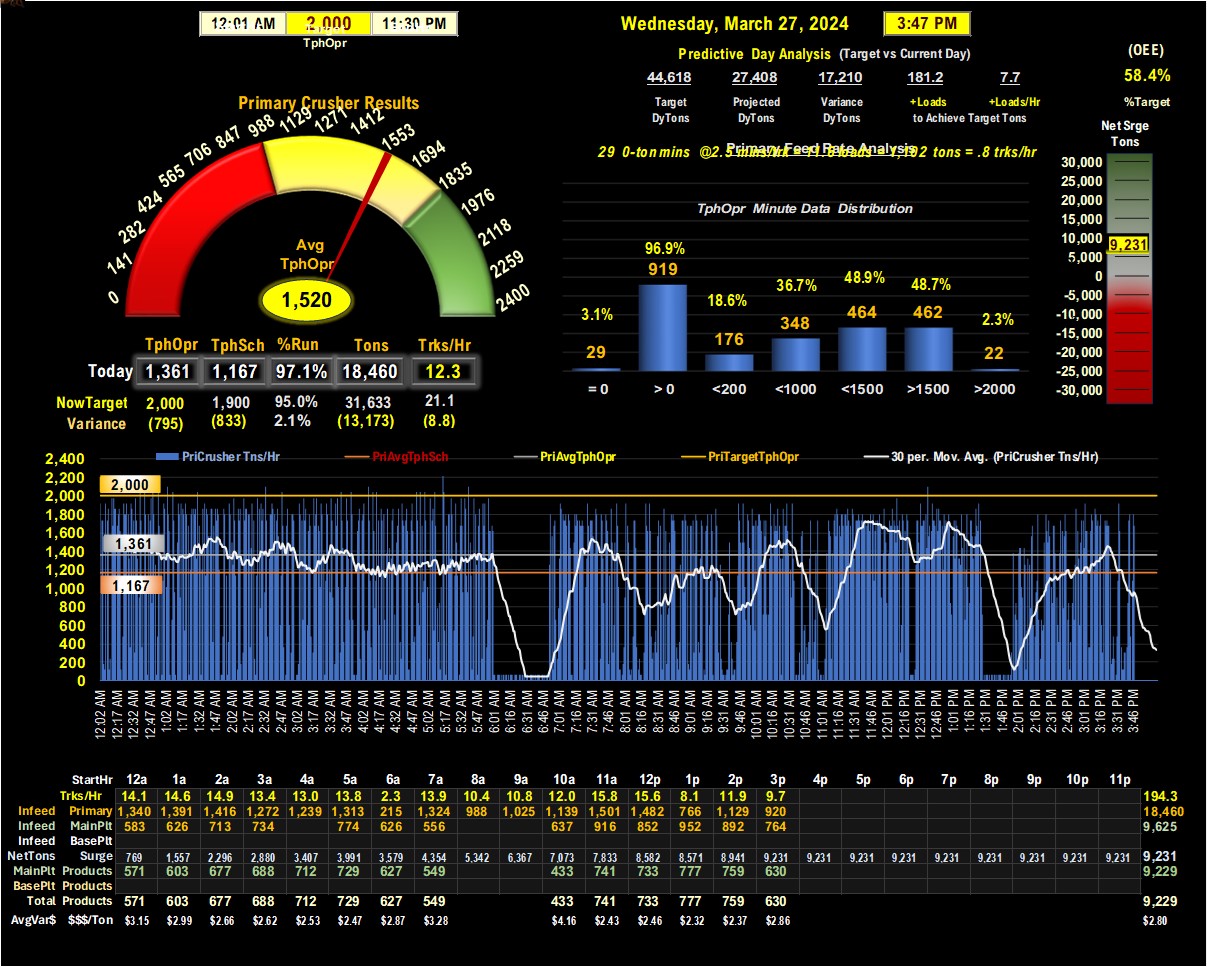 12:01 AM 2,000 11:30 PM
TphOpr
Wednesday, March 27, 2024 3:47 PM
Predictive Day Analysis (Target vs Current Day)
44,618 27,408 17,210 181.2 7.7
Target Projected Variance +Loads +Loads/Hr
DyTons DyTons DyTons to Achieve Target Tons
(OEE)
58.4%
%Target
Primary Crusher Results
0 141 282 424 565 706 847 988 1129 1271 1412 1553 1694 1835 1976 2118 2259 2400
Avg
TphOpr
1,520
TphOpr TphSch %Run Tons Trks/Hr
Today 1,361 1,167 97.1% 18,460 12.3
NowTarget 2,000 1,900 95.0% 31,633 21.1
Variance (795) (833) 2.1% (13,173) (8.8)
Primary Feed Rate Analysis
29 0-ton mins @2.5 mins/trk = 11.6 loads = 1,102 tons = .8 trks/hr
TphOpr Minute Data Distribution
3.1% 96.9% 18.6% 36.7% 48.9% 48.7% 2.3%
29 919 176 348 464 462 22
= 0 > 0 <200 <1000 <1500 >1500 >2000
Net Srge
Tons
30,000
25,000
20,000
15,000
10,000
9,231
5,000
0
-5,000
-10,000
-15,000
-20,000
-25,000
-30,000
PriCrusher Tns/Hr PriAvgTphSch PriAvgTphOpr PriTargetTphOpr 30 per. Mov. Avg. (PriCrusher Tns/Hr)
2,400
2,200
2,000
1,800
1,600
1,400
1,200
1,000
800
600
400
200
0
2,000
1,361
1,167
12:02 AM 12:17 AM 12:32 AM 12:47 AM 1:02 AM 1:17 AM 1:32 AM 1:47 AM 2:02 AM 2:17 AM 2:32 AM 2:47 AM 3:02 AM 3:17 AM 3:32 AM 3:47 AM 4:02 AM 4:22 AM 4:37 AM 4:52 AM 5:02 AM 5:17 AM 5:32 AM 5:47 AM 6:01 AM 6:16 AM 6:31 AM 6:46 AM 7:01 AM 7:16 AM 7:31 AM 7:46 AM 8:01 AM 8:16 AM 8:31 AM 8:46 AM 9:01 AM 9:16 AM 9:31 AM 9:46 AM 10:01 AM 10:16 AM 10:31 AM 10:46 AM 11:01 AM 11:16 AM 11:31 AM 11:46 AM 12:01 PM 12:16 PM 12:31 PM 12:46 PM 1:01 PM 1:16 PM 1:31 PM 1:46 PM 2:01 PM 2:16 PM 2:31 PM 2:46 PM 3:01 PM 3:16 PM 3:31 PM 3:46 PM
StartHr 12a 1a 2a 3a 4a 5a 6a 7a 8a 9a 10a 11a 12p 1p 2p 3p 4p 5p 6p 7p 8p 9p 10p 11p
Trks/Hr 14.1 14.6 14.9 13.4 13.0 13.8 2.3 13.9 10.4 10.8 12.0 15.8 15.6 8.1 11.9 9.7 194.3
Infeed Primary 1,340 1,391 1,416 1,272 1,239 1,313 215 1,324 988 1,025 1,139 1,501 1,482 766 1,129 920 18,460
Infeed MainPlt 583 626 713 734 774 626 556 637 916 852 952 892 764 9,625
Infeed BasePlt
NetTons Surge 769 1,557 2,296 2,880 3,407 3,991 3,579 4,354 5,342 6,367 7,073 7,833 8,582 8,571 8,941 9,231 9,231 9,231 9,231 9,231 9,231 9,231 9,231 9,231 9,231
MainPlt Products 571 603 677 688 712 729 627 549 433 741 733 777 759 630 9,229
BasePlt Products
Total Products 571 603 677 688 712 729 627 549 433 741 733 777 759 630 9,229
AvgVar$ $$$/Ton $3.15 $2.99 $2.66 $2.62 $2.53 $2.47 $2.87 $3.28 $4.16 $2.43 $2.46 $2.32 $2.37 $2.86 $2.80